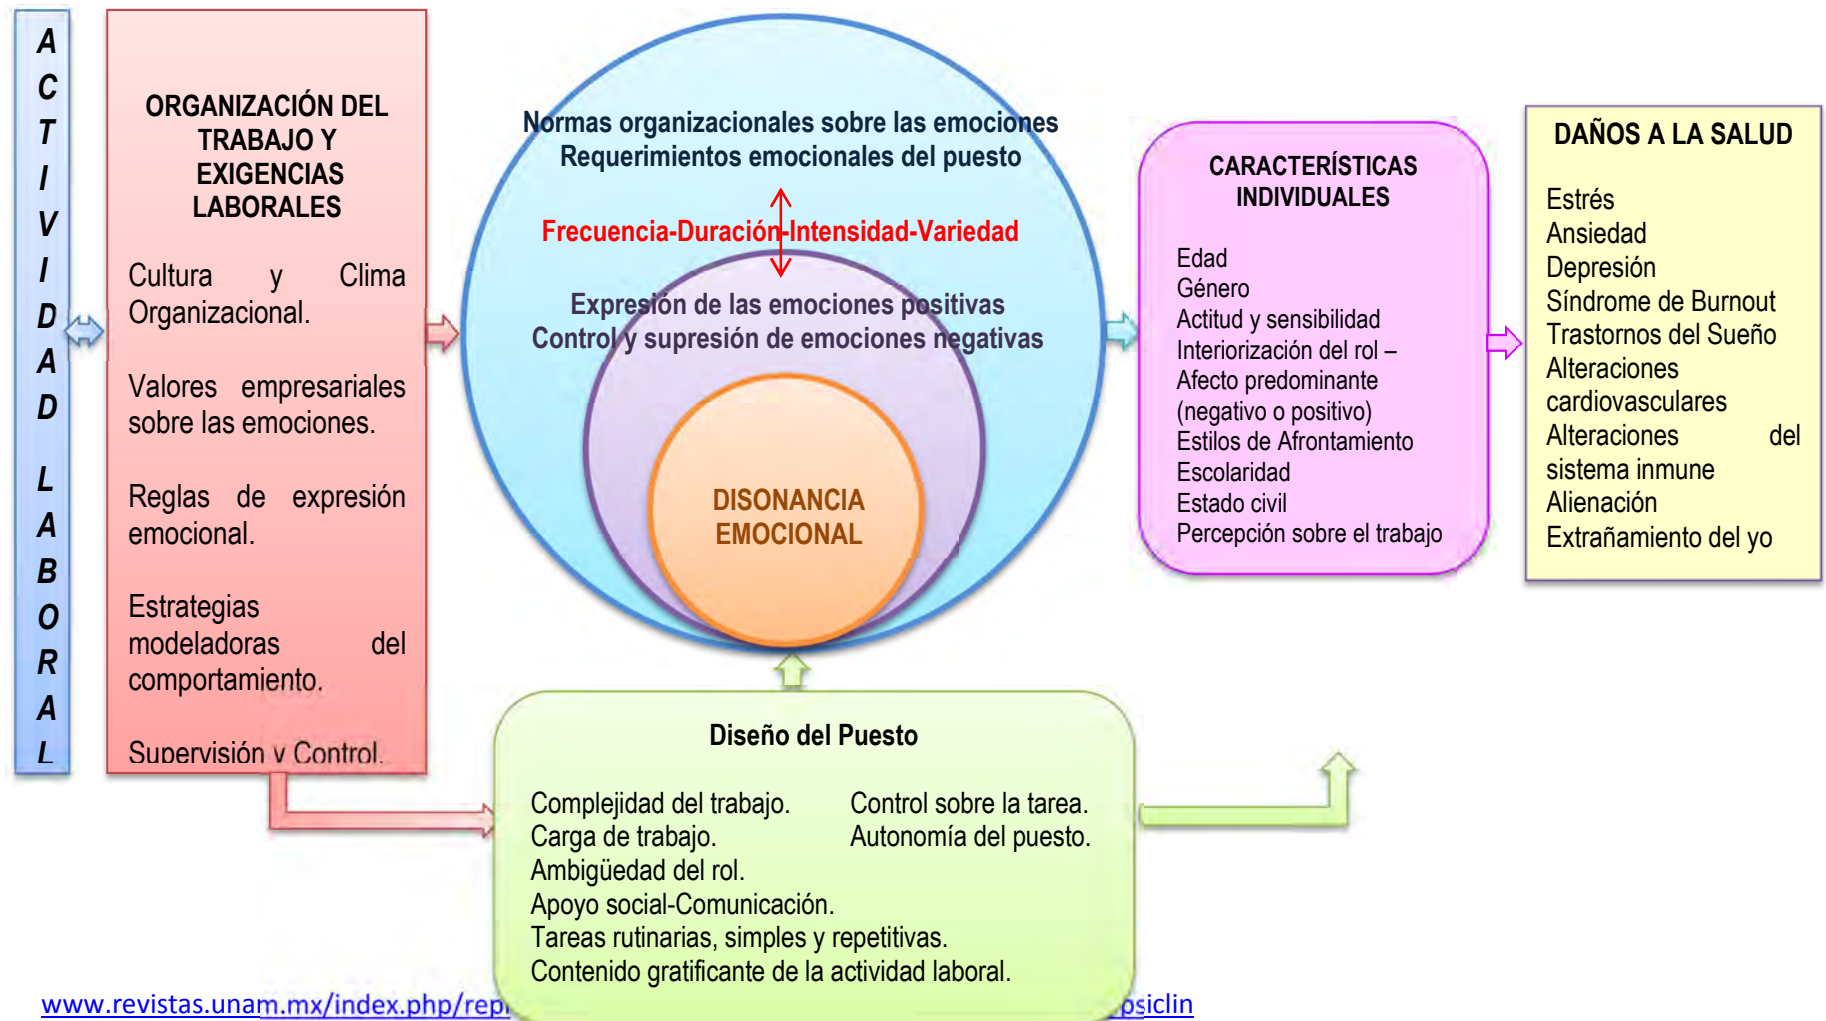 ACTIVIDAD LABORAL
ORGANIZACIÓN DEL
TRABAJO Y
EXIGENCIAS
LABORALES
Cultura y Clima
Organizacional.
Valores empresariales
sobre las emociones.
Reglas de expresión
emocional.
Estrategias
modeladoras del
comportamiento.
Supervisión y Control.
Normas organizacionales sobre las emociones
Requerimientos emocionales del puesto
Frecuencia-Duración-Intensidad-Variedad
Expresión de las emociones positivas
Control y supresión de emociones negativas
DISONANCIA
EMOCIONAL
CARACTERÍSTICAS
INDIVIDUALES
Edad
Género
Actitud y sensibilidad
Interiorización del rol –
Afecto predominante
(negativo o positivo)
Estilos de Afrontamiento
Escolaridad
Estado civil
Percepción sobre el trabajo
DAÑOS A LA SALUD
Estrés
Ansiedad
Depresión
Síndrome de Burnout
Trastornos del Sueño
Alteraciones
cardiovasculares
Alteraciones del
sistema inmune
Alienación
Extrañamiento del yo
Diseño del Puesto
Complejidad del trabajo. Control sobre la tarea.
Carga de trabajo. Autonomía del puesto.
Ambigüedad del rol.
Apoyo social-Comunicación.
Tareas rutinarias, simples y repetitivas.
Contenido gratificante de la actividad laboral.
www.revistas.unam.mx/index.php/rep psiclin